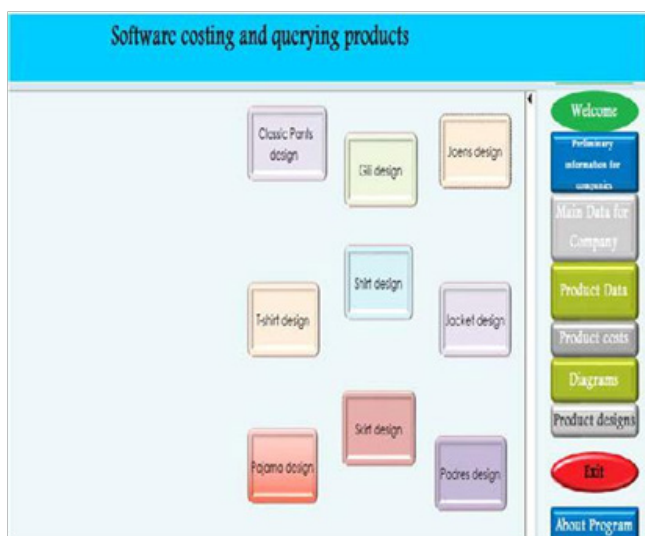 Software costing and querying products
Classic Pants
design
Gill design
Jaens design
T-shirt design
Shirt design
Jacket design
Pajama design
Skirt design
Padres design
Welcome
Preliminary
information for
companies
Main Data for
Company
Product Data
Product costs
Diagrams
Product designs
Exit
About Program